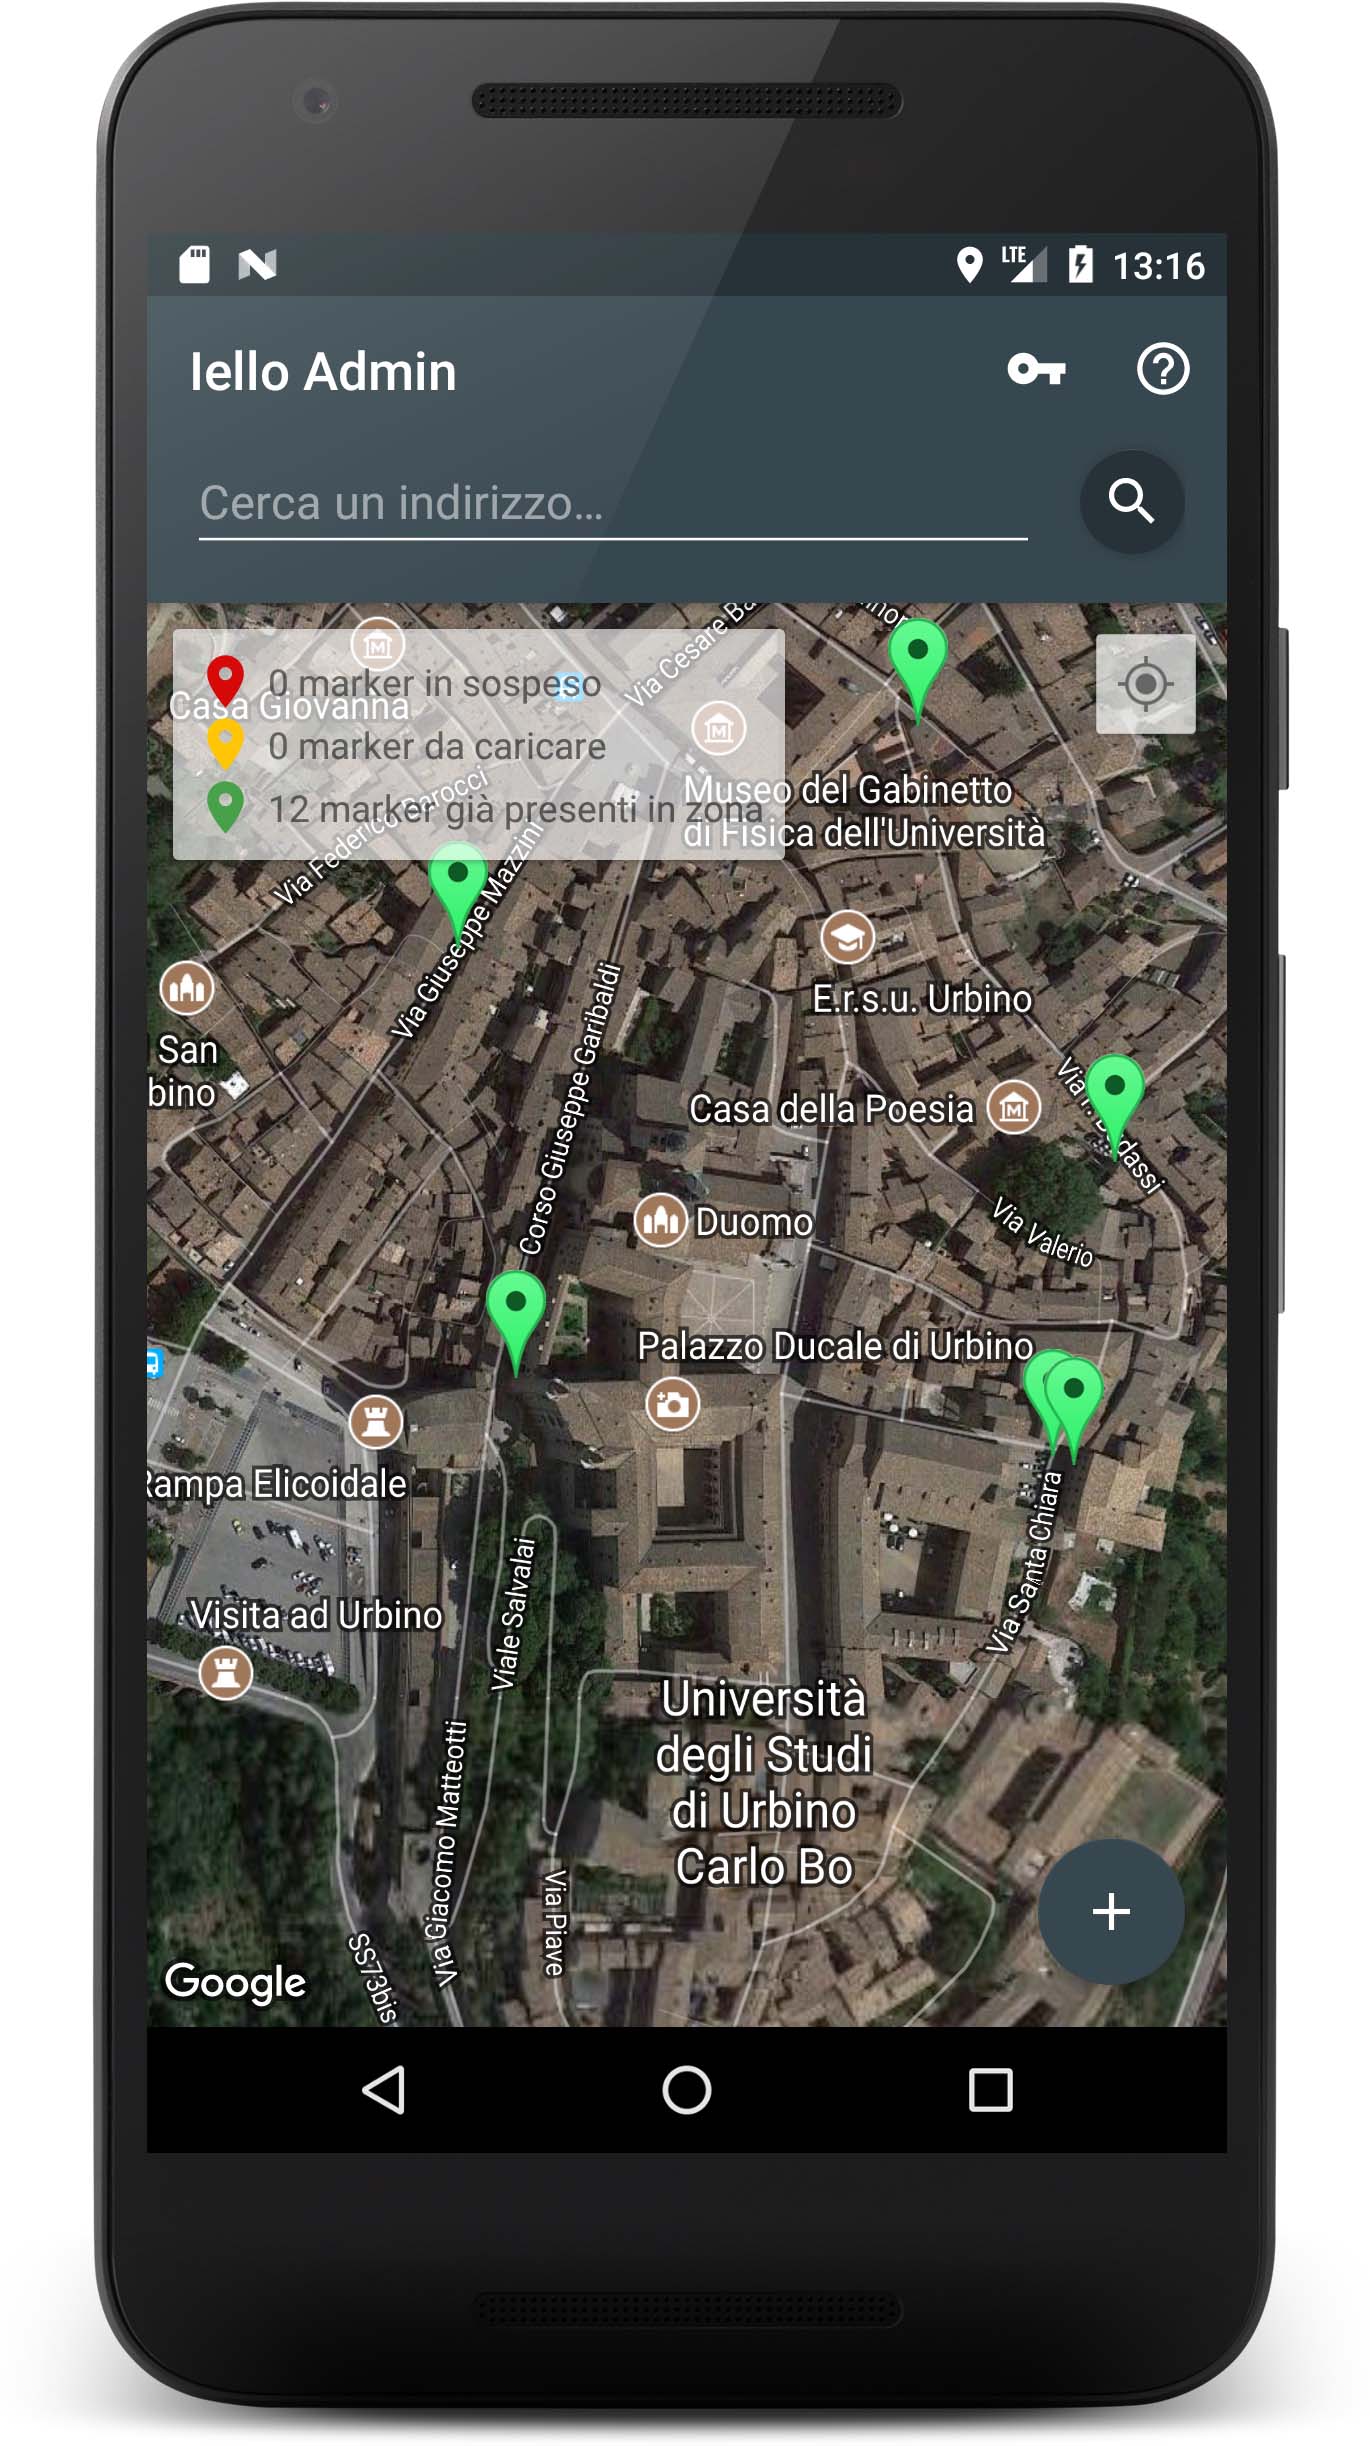 LTE
13:16
Iello Admin
Cerca un indirizzo...
Via Cesare Ba
inor
0 marker in sospeso
Casa Giovanna
0 marker da caricare
Museo del Gabinetto
di Fisica dell'Università
12 marker già presenti in zona
Via Federico Barocci
Via Giuseppe Mazzini
Corso Giuseppe Garibaldi
E.r.s.u. Urbino
San
bino
Casa della Poesia
Via
Via Valerio
Duomo
Palazzo Ducale di Urbino
Rampa Elicoidale
Via Santa Chiara
Viale Salvalai
Visita ad Urbino
Università
degli Studi
di Urbino
Carlo Bo
Via Giacomo Matteotti
Via Piave
SS73bis
Google